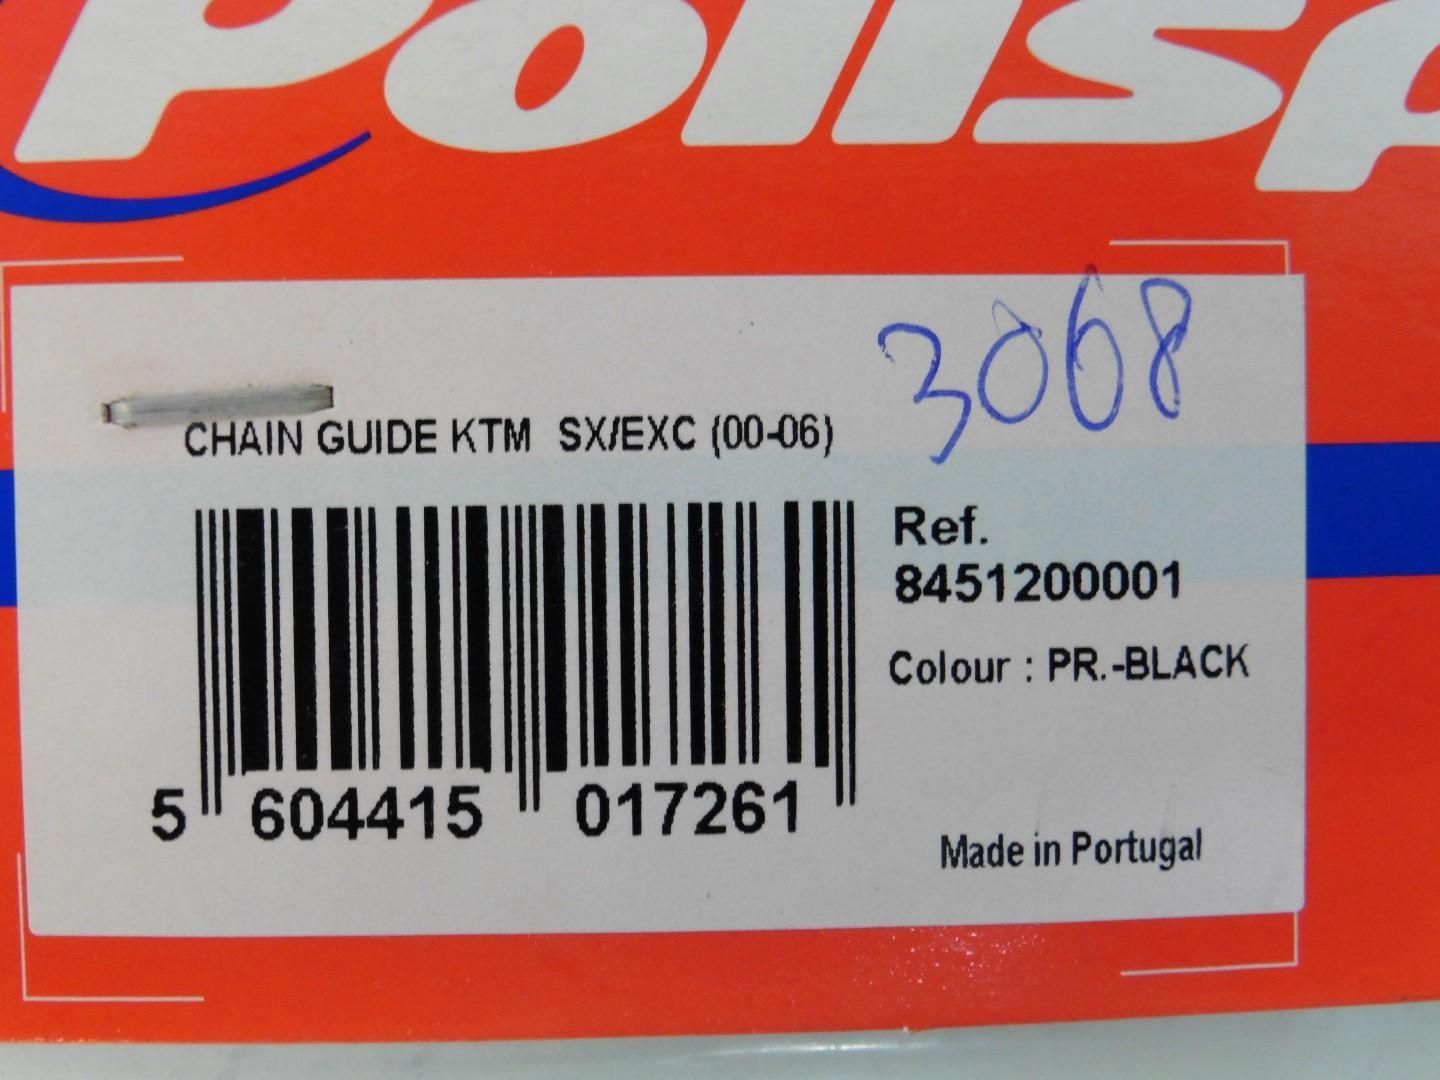 Polisp
3068
CHAIN GUIDE KTM SX/EXC (00-06)
Ref.
8451200001
Colour : PR.-BLACK
5 604415 017261
Made in Portugal